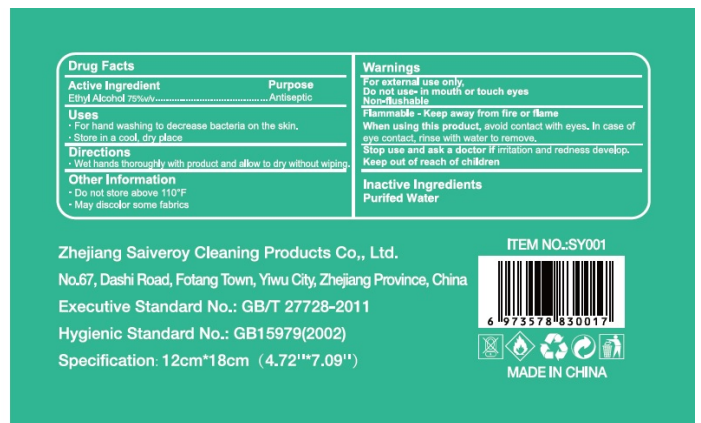 Drug Facts
Active Ingredient Purpose
Ethyl Alcohol 75%v/v............................................Antiseptic
Uses
· For hand washing to decrease bacteria on the skin.
· Store in a cool, dry place
Directions
· Wet hands thoroughly with product and allow to dry without wiping.
Other Information
· Do not store above 110°F
· May discolor some fabrics
Warnings
For external use only,
Do not use- in mouth or touch eyes
Non-flushable
Flammable - Keep away from fire or flame
When using this product, avoid contact with eyes. In case of
eye contact, rinse with water to remove.
Stop use and ask a doctor if irritation and redness develop.
Keep out of reach of children
Inactive Ingredients
Purifed Water
Zhejiang Saiveroy Cleaning Products Co,, Ltd.
No.67, Dashi Road, Fotang Town, Yiwu City, Zhejiang Province, China
Executive Standard No.: GB/T 27728-2011
Hygienic Standard No.: GB15979(2002)
Specification: 12cm*18cm（4.72"*7.09"）
ITEM NO.:SY001
6 973578 830017
MADE IN CHINA